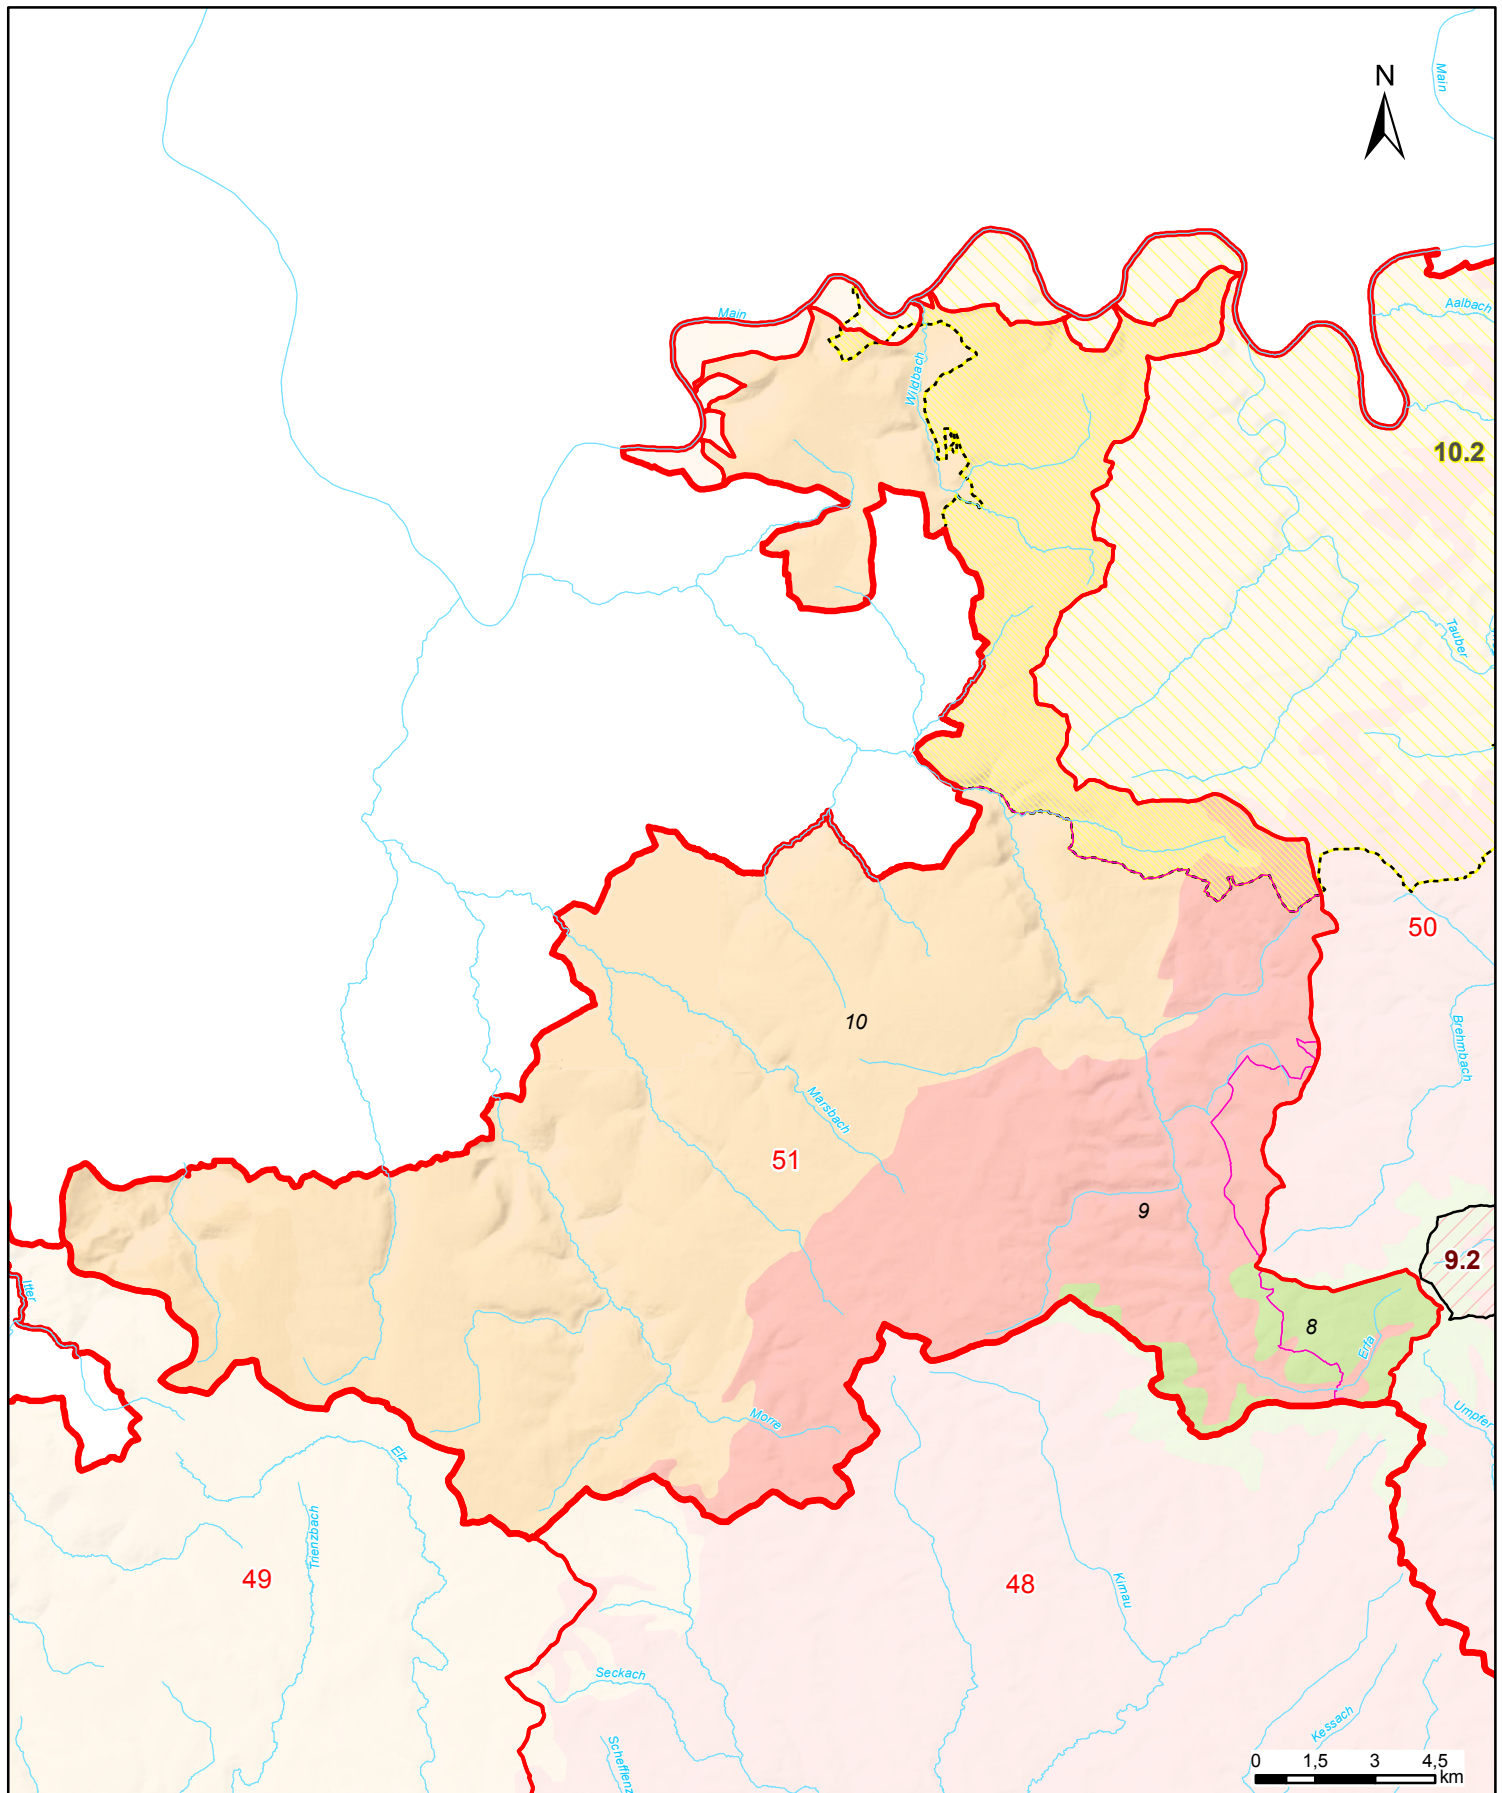 Main
N
Main
Aalbach
Wildbach
10.2
Tauber
50
10
Brehmbach
Marsbach
51
9
9.2
Itter
8
Erfa
Morre
Umpfer
Elz
Trienzbach
49
48
Kirnau
Seckach
Kessach
Schefflenz
0 1,5 3 4,5
km